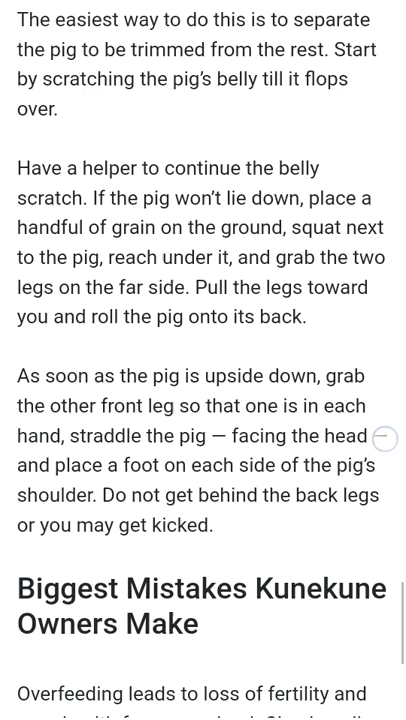 The easiest way to do this is to separate
the pig to be trimmed from the rest. Start
by scratching the pig’s belly till it flops
over.
Have a helper to continue the belly
scratch. If the pig won’t lie down, place a
handful of grain on the ground, squat next
to the pig, reach under it, and grab the two
legs on the far side. Pull the legs toward
you and roll the pig onto its back.
As soon as the pig is upside down, grab
the other front leg so that one is in each
hand, straddle the pig — facing the head —
and place a foot on each side of the pig’s
shoulder. Do not get behind the back legs
or you may get kicked.
Biggest Mistakes Kunekune
Owners Make
Overfeeding leads to loss of fertility and